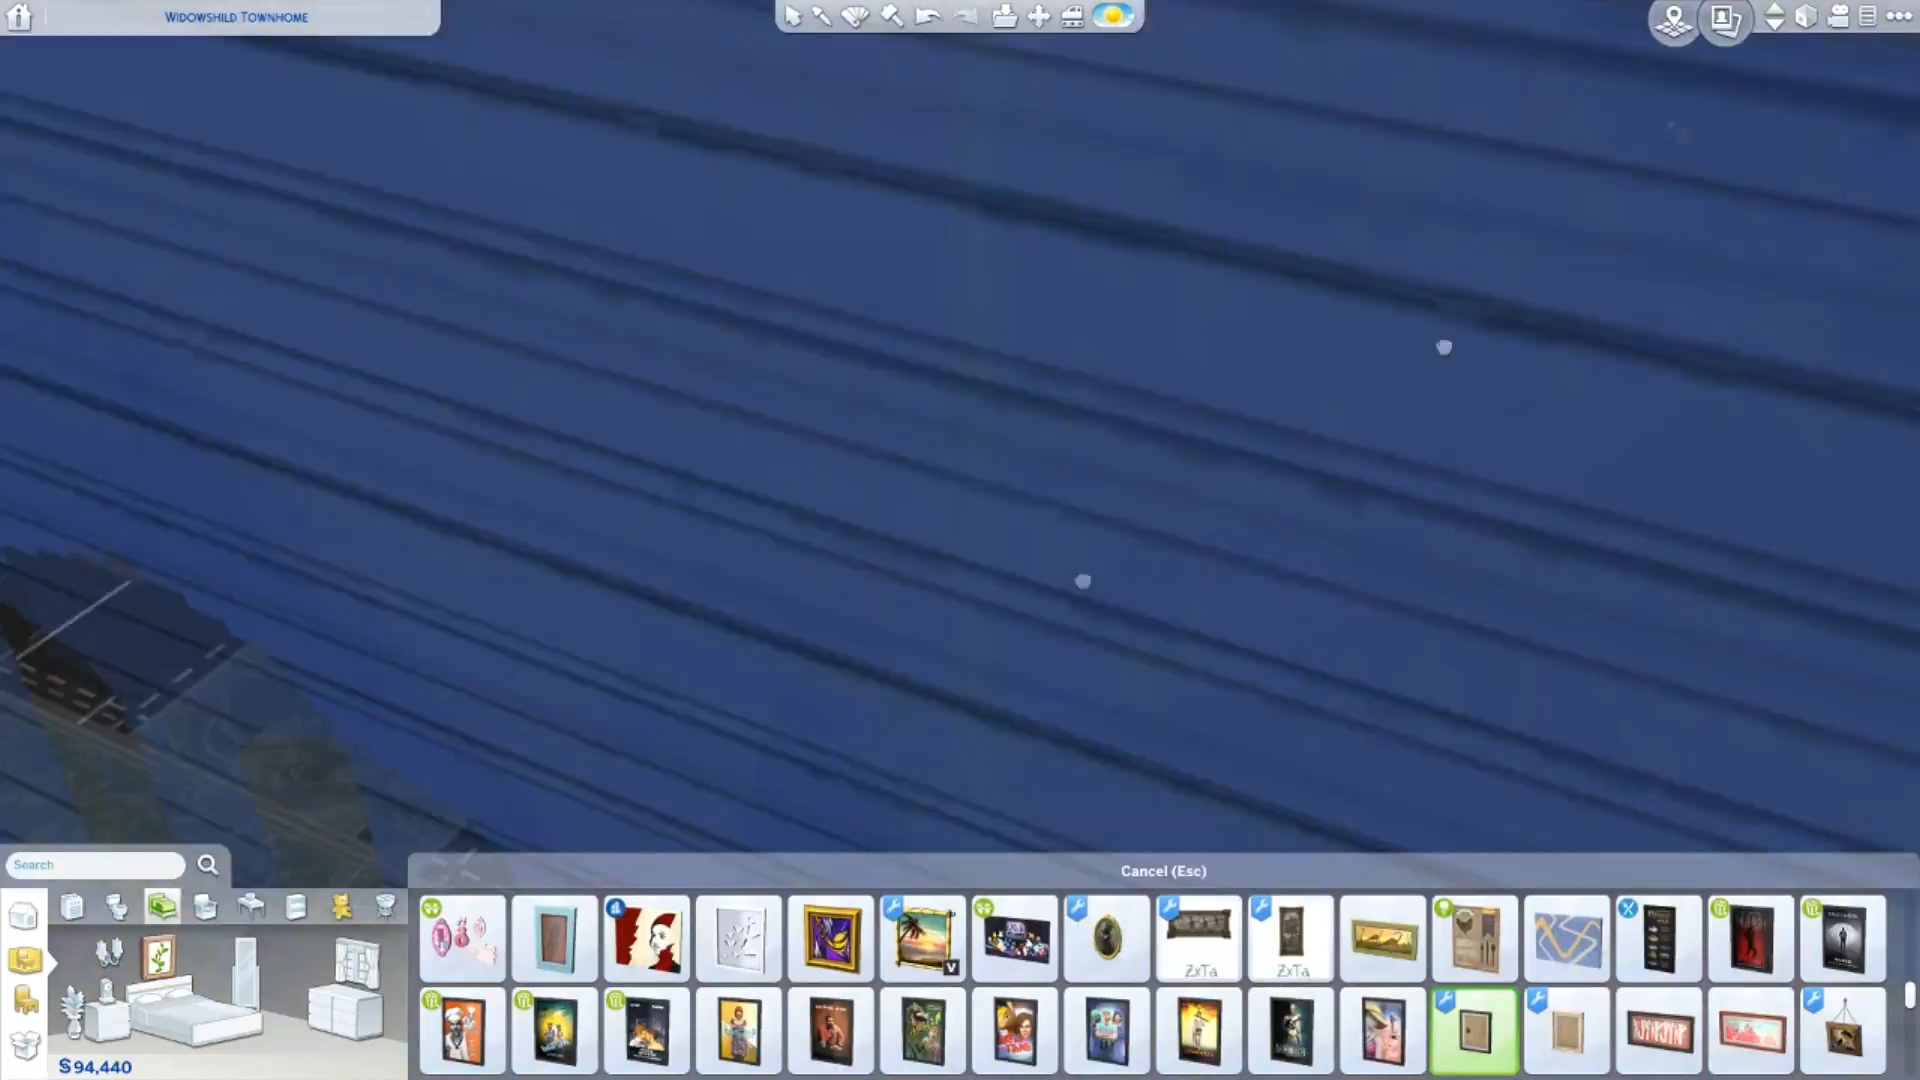 WIDOWSHILD TOWNHOME
Search
Cancel (Esc)
V
ZxTa
ZxTa
§94,440